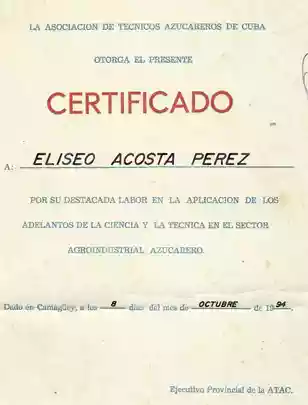 LA ASOCIACION DE TECNICOS AZUCAREROS DE CUBA
OTORGA EL PRESENTE
CERTIFICADO
A: ELISEO ACOSTA PEREZ
POR SU DESTACADA LABOR EN LA APLICACION DE LOS
ADELANTOS DE LA CIENCIA Y LA TECNICA EN EL SECTOR
AGROINDUSTRIAL AZUCARERO.
Dado en Camagüey, a los 8 días del mes de OCTUBRE de 1994.
Ejecutivo Provincial de la ATAC.